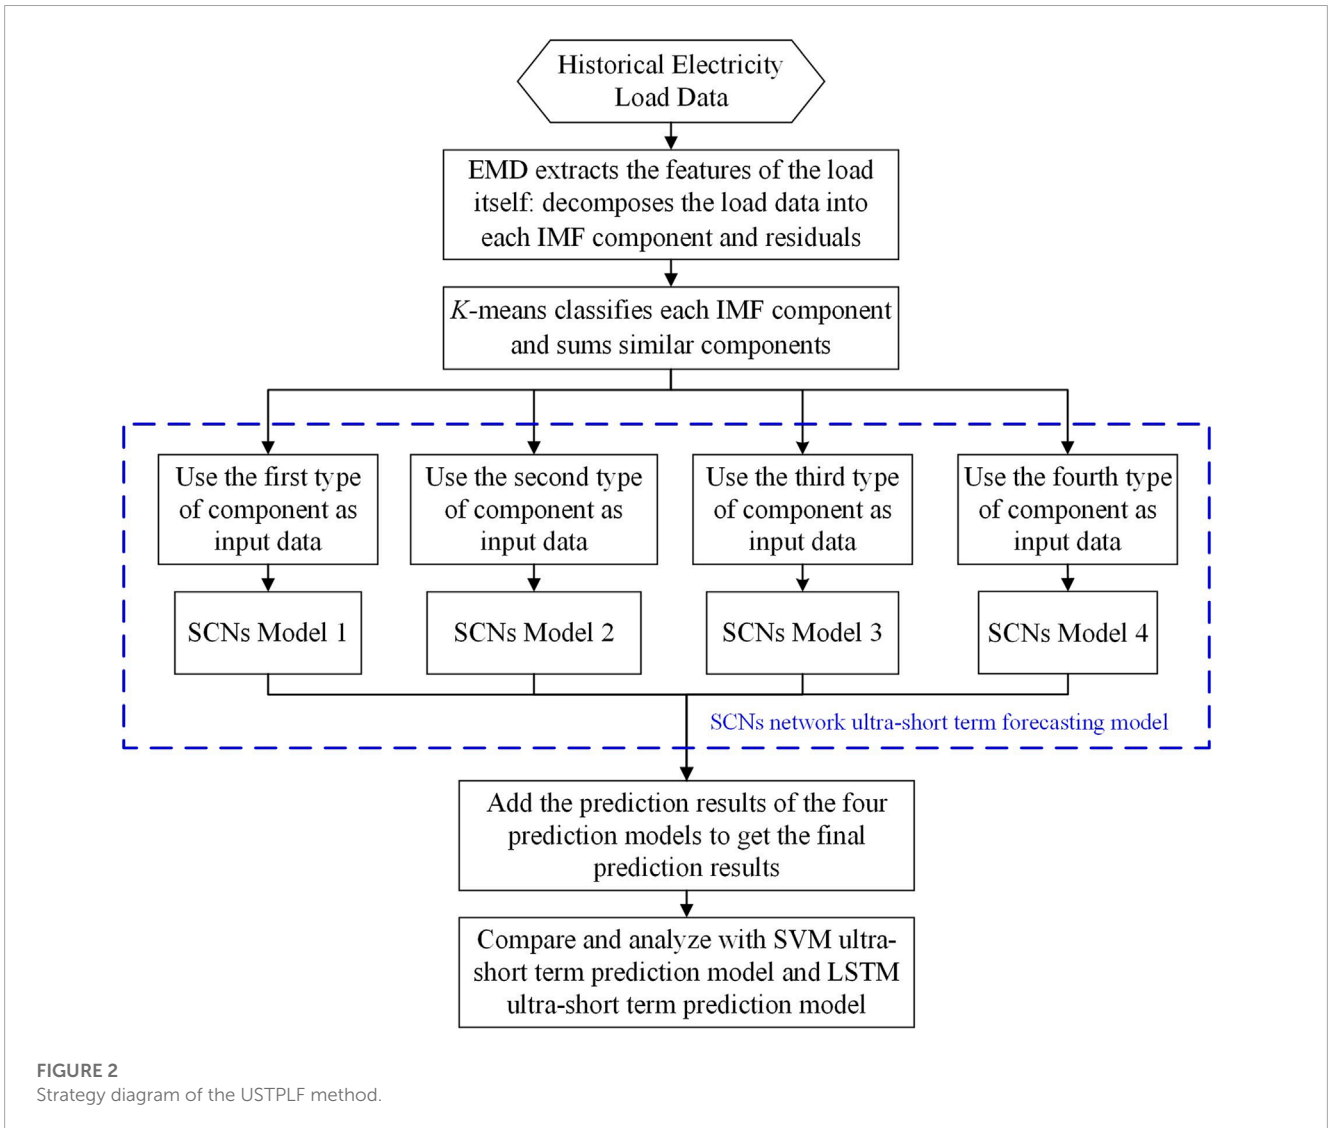 Historical Electricity
Load Data
EMD extracts the features of the load
itself: decomposes the load data into
each IMF component and residuals
K-means classifies each IMF component
and sums similar components
Use the first type
of component as
input data
Use the second type
of component as
input data
Use the third type
of component as
input data
Use the fourth type
of component as
input data
SCNs Model 1
SCNs Model 2
SCNs Model 3
SCNs Model 4
SCNs network ultra-short term forecasting model
Add the prediction results of the four
prediction models to get the final
prediction results
Compare and analyze with SVM ultra-
short term prediction model and LSTM
ultra-short term prediction model
FIGURE 2
Strategy diagram of the USTPLF method.